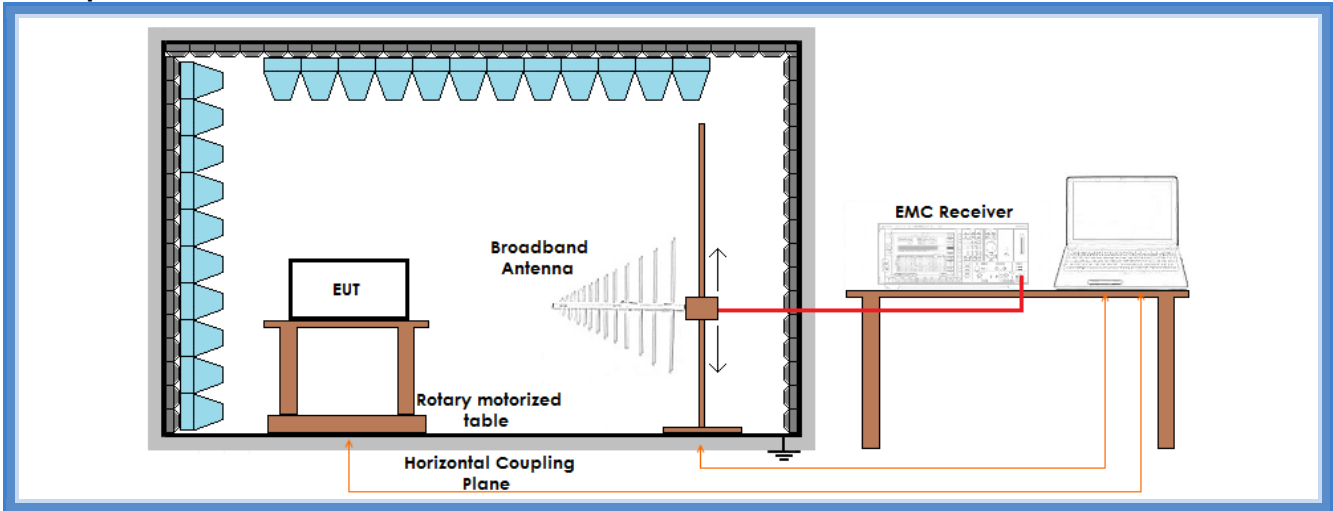 EMC Receiver
Broadband
Antenna
EUT
Rotary motorized
table
Horizontal Coupling
Plane